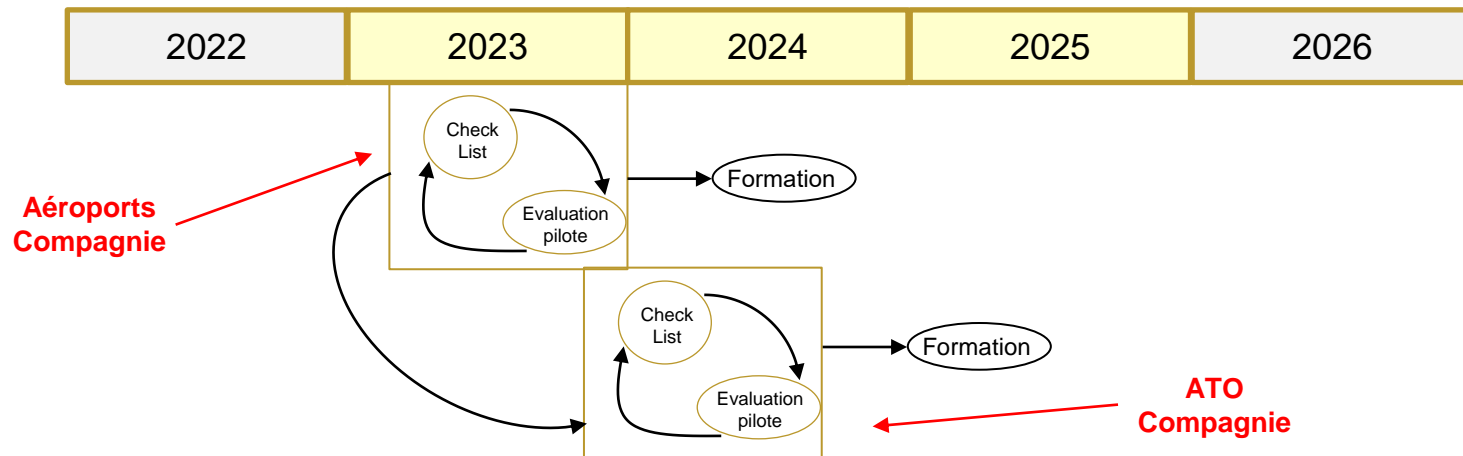 2022
2023
2024
2025
2026
Check
List
Formation
Aéroports
Compagnie
Evaluation
pilote
Check
List
Formation
Evaluation
pilote
ATO
Compagnie